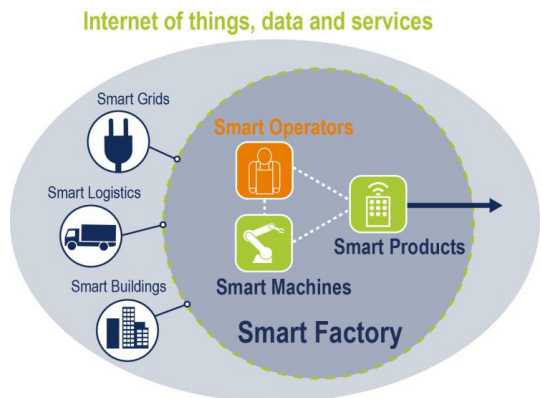 Internet of things, data and services
Smart Grids
Smart Operators
Smart Logistics
Smart Products
Smart Buildings
Smart Machines
Smart Factory